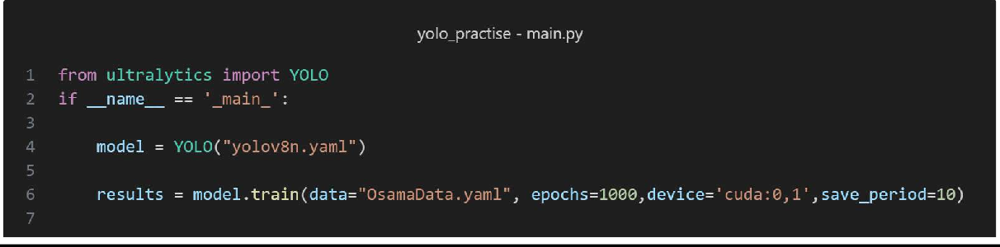 yolo_practise - main.py
1 from ultralytics import YOLO
2 if __name__ == '_main_':
3
4     model = YOLO("yolov8n.yaml")
5
6     results = model.train(data="OsamaData.yaml", epochs=1000,device='cuda:0,1',save_period=10)
7